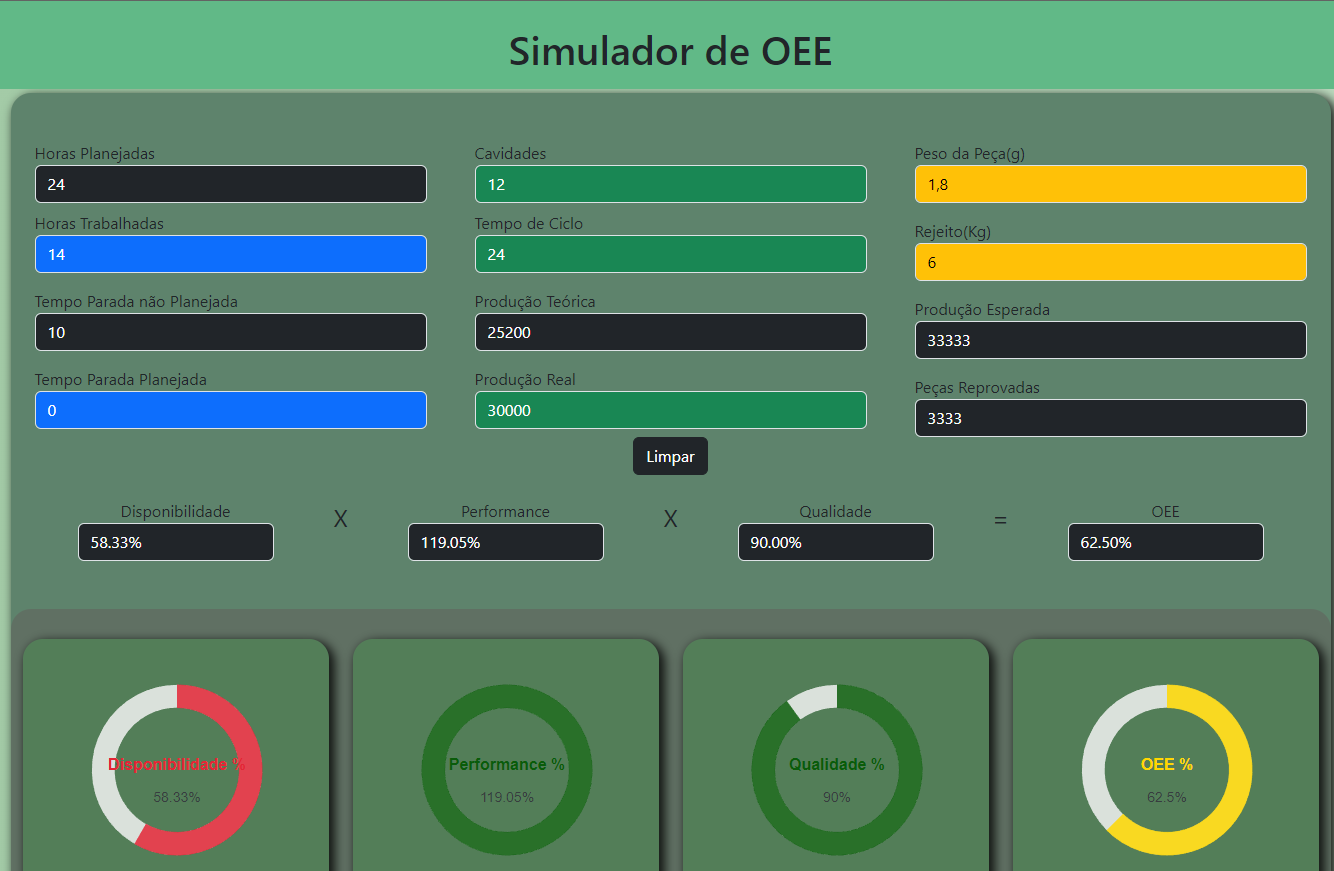 Simulador de OEE
Horas Planejadas
24
Horas Trabalhadas
14
Tempo Parada não Planejada
10
Tempo Parada Planejada
0
Cavidades
12
Tempo de Ciclo
24
Produção Teórica
25200
Produção Real
30000
Peso da Peça(g)
1,8
Rejeito(Kg)
6
Produção Esperada
33333
Peças Reprovadas
3333
Limpar
Disponibilidade
58.33%
X
Performance
119.05%
X
Qualidade
90.00%
=
OEE
62.50%
Disponibilidade %
58.33%
Performance %
119.05%
Qualidade %
90%
OEE %
62.5%